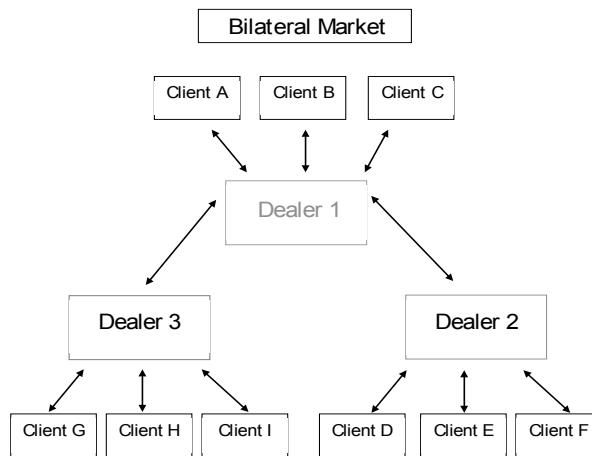 Bilateral Market
Client A
Client B
Client C
Dealer 1
Dealer 3
Dealer 2
Client G
Client H
Client I
Client D
Client E
Client F